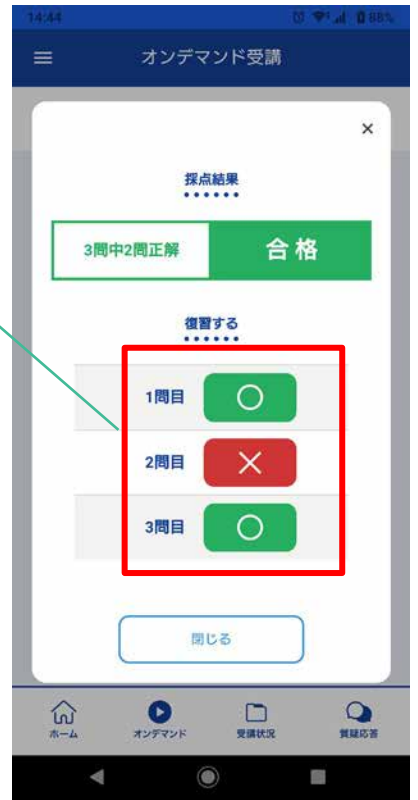 14:44 88%
オンデマンド受講
×
採点結果
3問中2問正解 合格
復習する
1問目 ○
2問目 ×
3問目 ○
閉じる
ホーム オンデマンド 受講状況 質疑応答